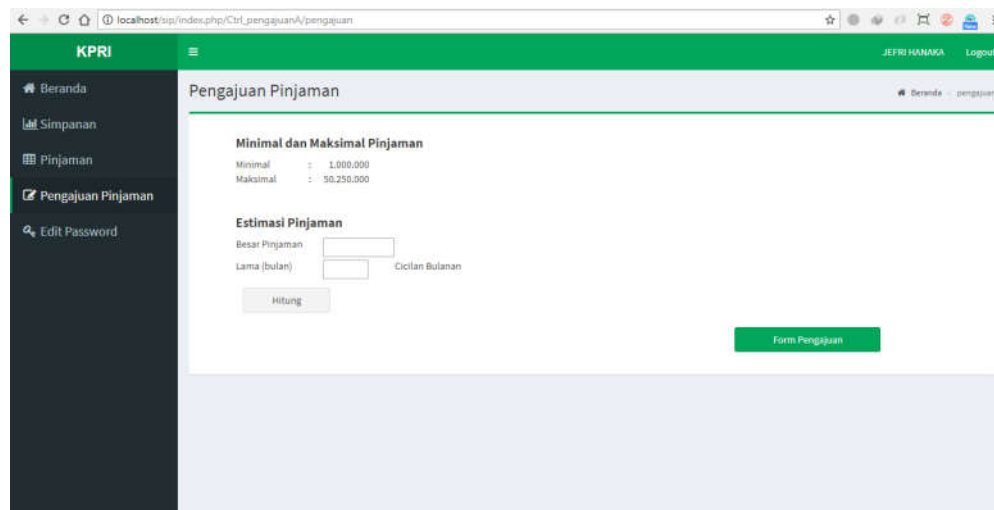 localhost/sip/index.php/Ctrl_pengajuanA/pengajuan
KPRI
JEFRI HANAKA
Logout
Beranda
Simpanan
Pinjaman
Pengajuan Pinjaman
Edit Password
Pengajuan Pinjaman
Beranda
pengajuan
Minimal dan Maksimal Pinjaman
Minimal : 1.000.000
Maksimal : 50.250.000
Estimasi Pinjaman
Besar Pinjaman
Lama (bulan) Cicilan Bulanan
Hitung
Form Pengajuan